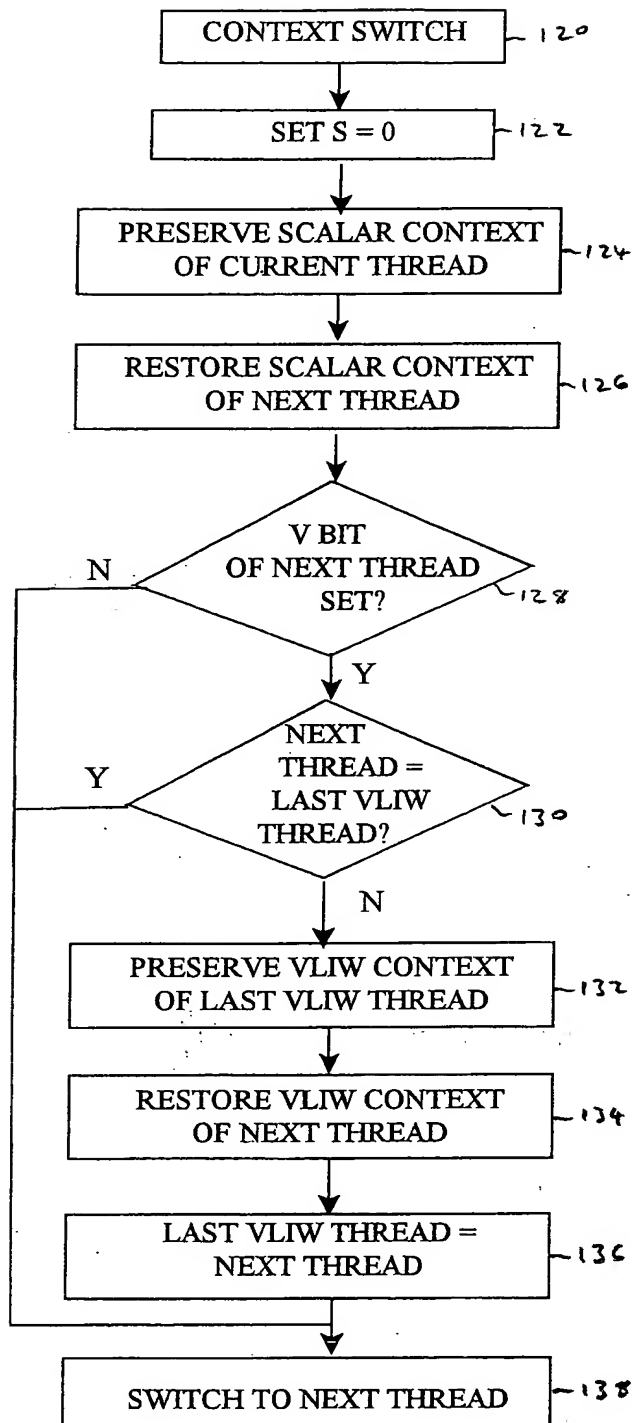 CONTEXT SWITCH
120
SET S = 0
122
PRESERVE SCALAR CONTEXT
OF CURRENT THREAD
124
RESTORE SCALAR CONTEXT
OF NEXT THREAD
126
V BIT
OF NEXT THREAD
SET?
N
128
Y
NEXT
THREAD =
LAST VLIW
THREAD?
Y
130
N
PRESERVE VLIW CONTEXT
OF LAST VLIW THREAD
132
RESTORE VLIW CONTEXT
OF NEXT THREAD
134
LAST VLIW THREAD =
NEXT THREAD
136
SWITCH TO NEXT THREAD
138